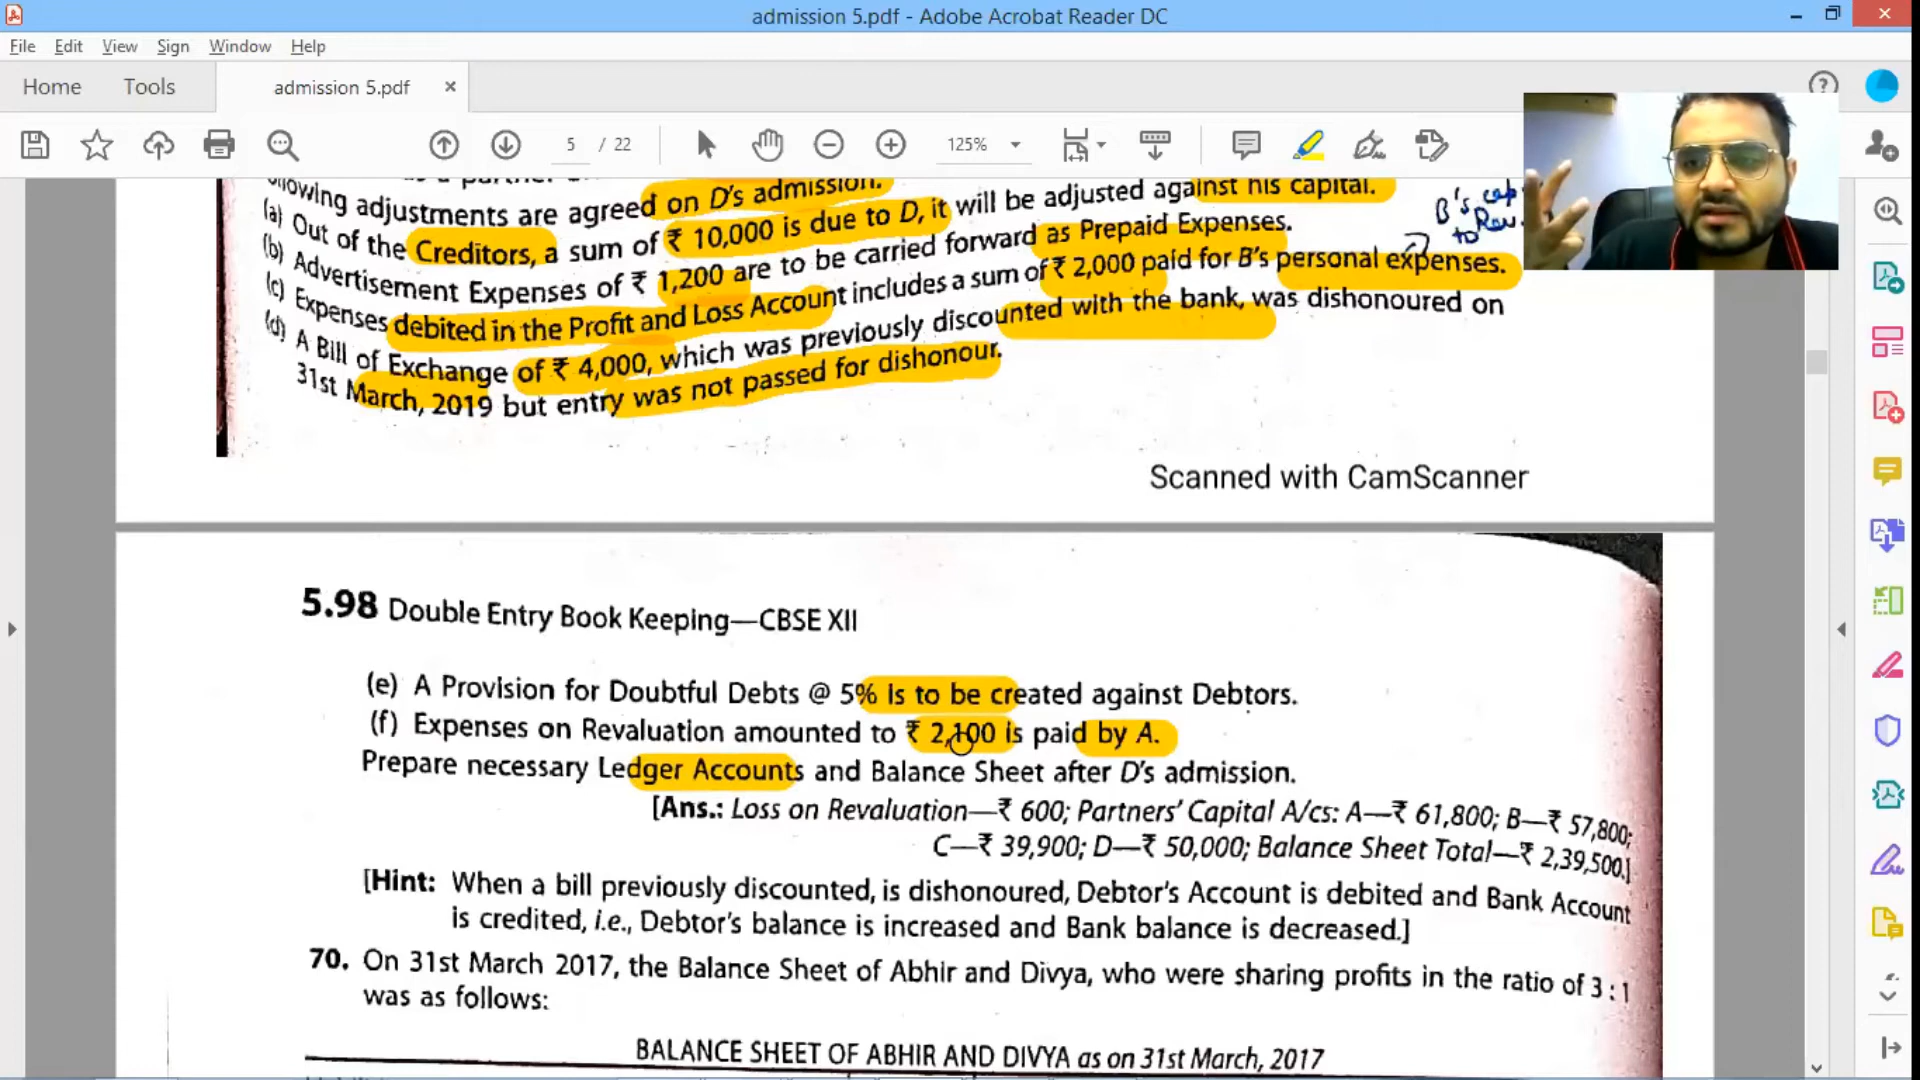 admission 5.pdf - Adobe Acrobat Reader DC
File Edit View Sign Window Help
Home Tools admission 5.pdf ×
5 / 22 125%
on D's admission.
following adjustments are agreed on D's admission.
(a) Out of the Creditors, a sum of ₹ 10,000 is due to D, it will be adjusted against his capital.
(b) Advertisement Expenses of ₹ 1,200 are to be carried forward as Prepaid Expenses.
(c) Expenses debited in the Profit and Loss Account includes a sum of ₹ 2,000 paid for B's personal expenses.
(d) A Bill of Exchange of ₹ 4,000, which was previously discounted with the bank, was dishonoured on
31st March, 2019 but entry was not passed for dishonour.
B's cap
to Rev.
Scanned with CamScanner
5.98 Double Entry Book Keeping—CBSE XII
(e) A Provision for Doubtful Debts @ 5% is to be created against Debtors.
(f) Expenses on Revaluation amounted to ₹ 2,100 is paid by A.
Prepare necessary Ledger Accounts and Balance Sheet after D's admission.
[Ans.: Loss on Revaluation—₹ 600; Partners' Capital A/cs: A—₹ 61,800; B—₹ 57,800;
C—₹ 39,900; D—₹ 50,000; Balance Sheet Total—₹ 2,39,500.]
[Hint: When a bill previously discounted, is dishonoured, Debtor's Account is debited and Bank Account
is credited, i.e., Debtor's balance is increased and Bank balance is decreased.]
70. On 31st March 2017, the Balance Sheet of Abhir and Divya, who were sharing profits in the ratio of 3 : 1
was as follows:
BALANCE SHEET OF ABHIR AND DIVYA as on 31st March, 2017